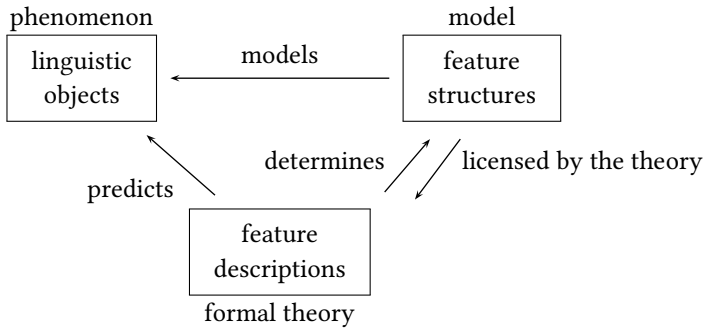 phenomenon
model
linguistic
objects
models
feature
structures
determines
licensed by the theory
predicts
feature
descriptions
formal theory